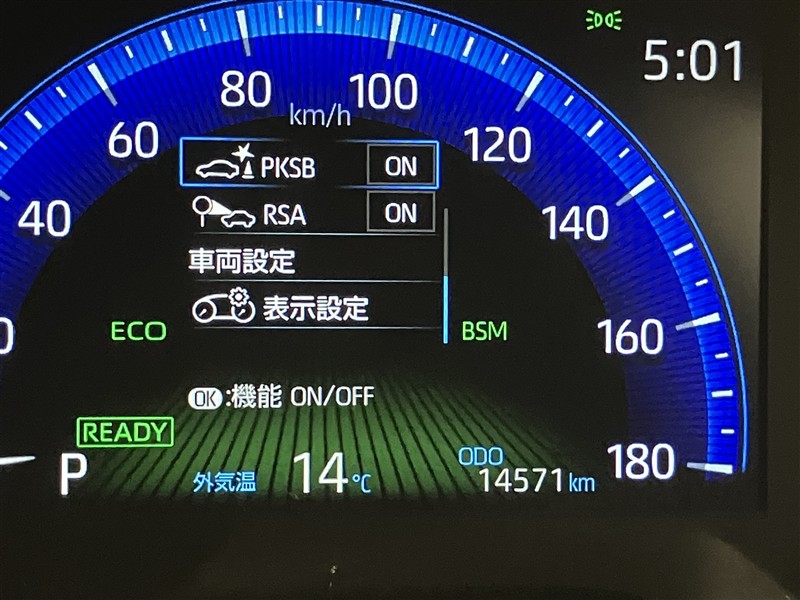 5:01
80
100
km/h
60
120
PKSB ON
40
RSA ON
140
車両設定
表示設定
ECO
BSM
160
OK:機能 ON/OFF
READY
P
外気温 14℃
ODO
14571km
180